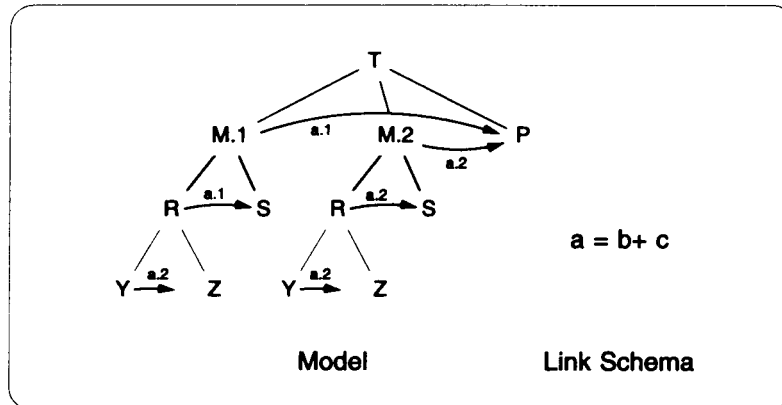 T
M.1 a.1 M.2 a.2 P
R a.1 S R a.2 S
a = b+ c
Y a.2 Z Y a.2 Z
Model Link Schema